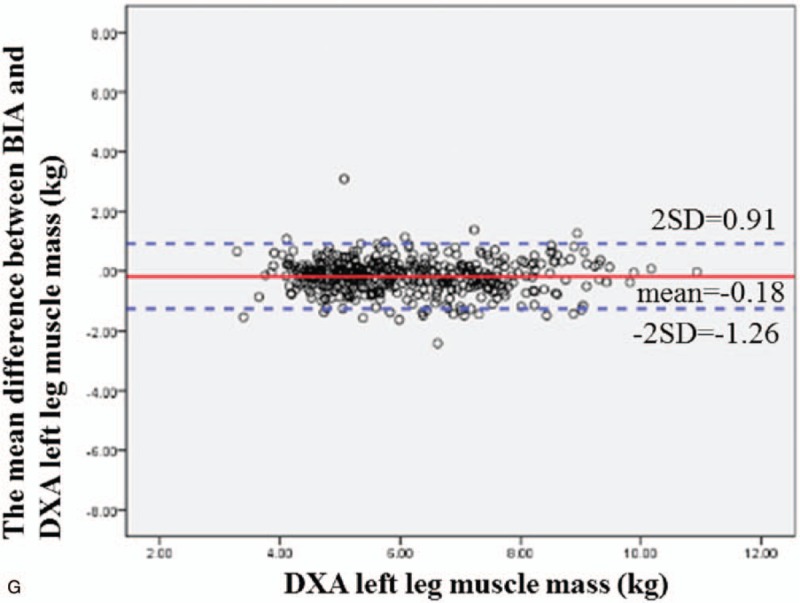 The mean difference between BIA and
DXA left leg muscle mass (kg)
8.00
6.00
4.00
2.00
.00
-2.00
-4.00
-6.00
-8.00
2SD=0.91
mean=-0.18
-2SD=-1.26
2.00 4.00 6.00 8.00 10.00 12.00
DXA left leg muscle mass (kg)
G